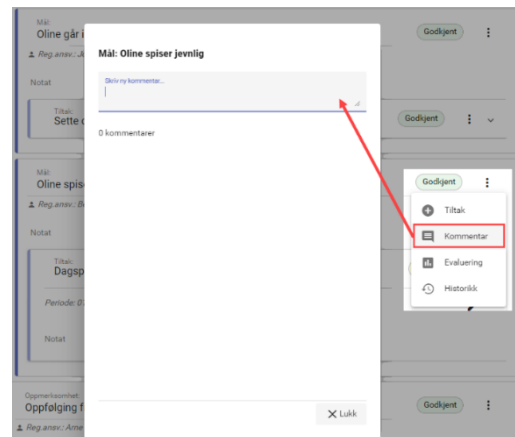 Mål:
Oline går i
Godkjent
Reg.ansv.: J
Notat
Tiltak:
Sette o
Godkjent
Mål: Oline spiser jevnlig
Skriv ny kommentar...
0 kommentarer
Mål:
Oline spis
Godkjent
Reg.ansv.: B
Notat
Tiltak
Kommentar
Evaluering
Historikk
Tiltak:
Dagsp
Periode: 0
Notat
Lukk
Oppmerksomhet:
Oppfølging f
Godkjent
Reg.ansv.: Arne